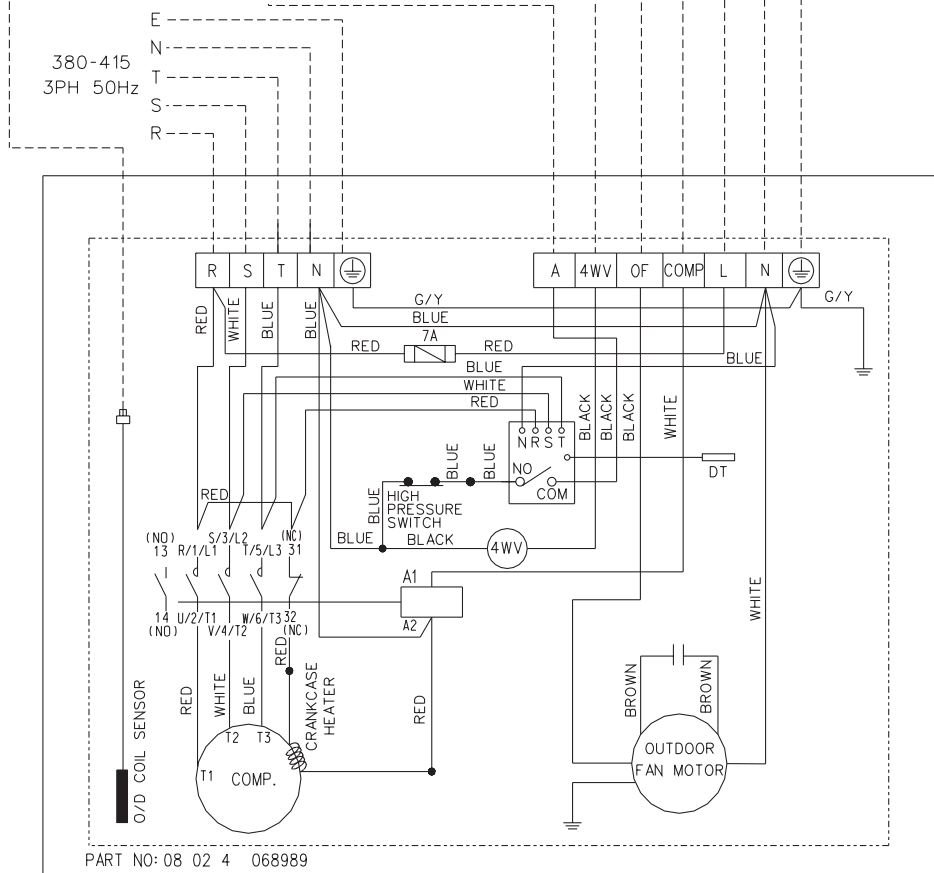 E
N
380-415
T
3PH 50Hz
S
R
R S T N
A 4WV OF COMP L N
G/Y
G/Y
BLUE
RED
WHITE
BLUE
BLUE
7A
RED
RED
BLUE
BLUE
WHITE
RED
BLACK
BLACK
BLACK
WHITE
N R S T
BLUE
BLUE
NO
COM
DT
RED
BLUE
HIGH
PRESSURE
SWITCH
BLUE
BLACK
4WV
(NO)
13
R/1/L1
S/3/L2
T/5/L3
(NC)
31
A1
A2
14
(NO)
U/2/T1
V/4/T2
W/6/T3
32
(NC)
RED
WHITE
RED
WHITE
BLUE
CRANKCASE
HEATER
RED
BROWN
BROWN
T2 T3
T1
COMP.
OUTDOOR
FAN MOTOR
O/D COIL SENSOR
PART NO: 08 02 4 068989